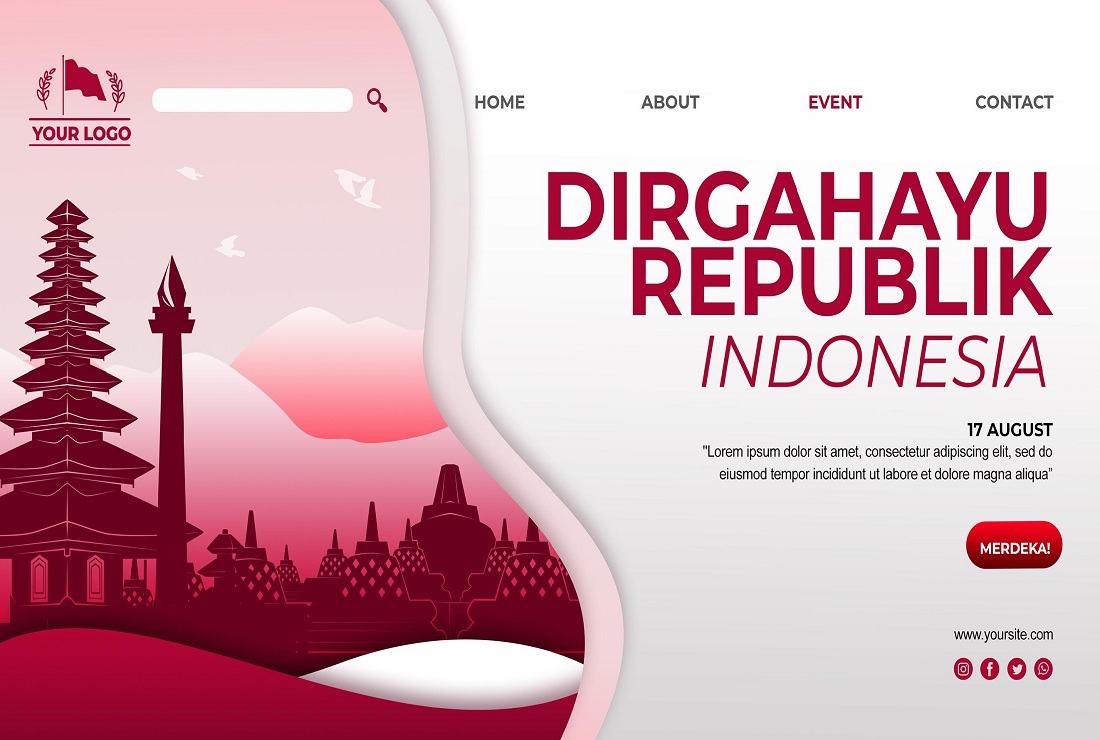 YOUR LOGO
HOME ABOUT EVENT CONTACT
DIRGAHAYU
REPUBLIK
INDONESIA
17 AUGUST
"Lorem ipsum dolor sit amet, consectetur adipiscing elit, sed do
eiusmod tempor incididunt ut labore et dolore magna aliqua"
MERDEKA!
www.yoursite.com